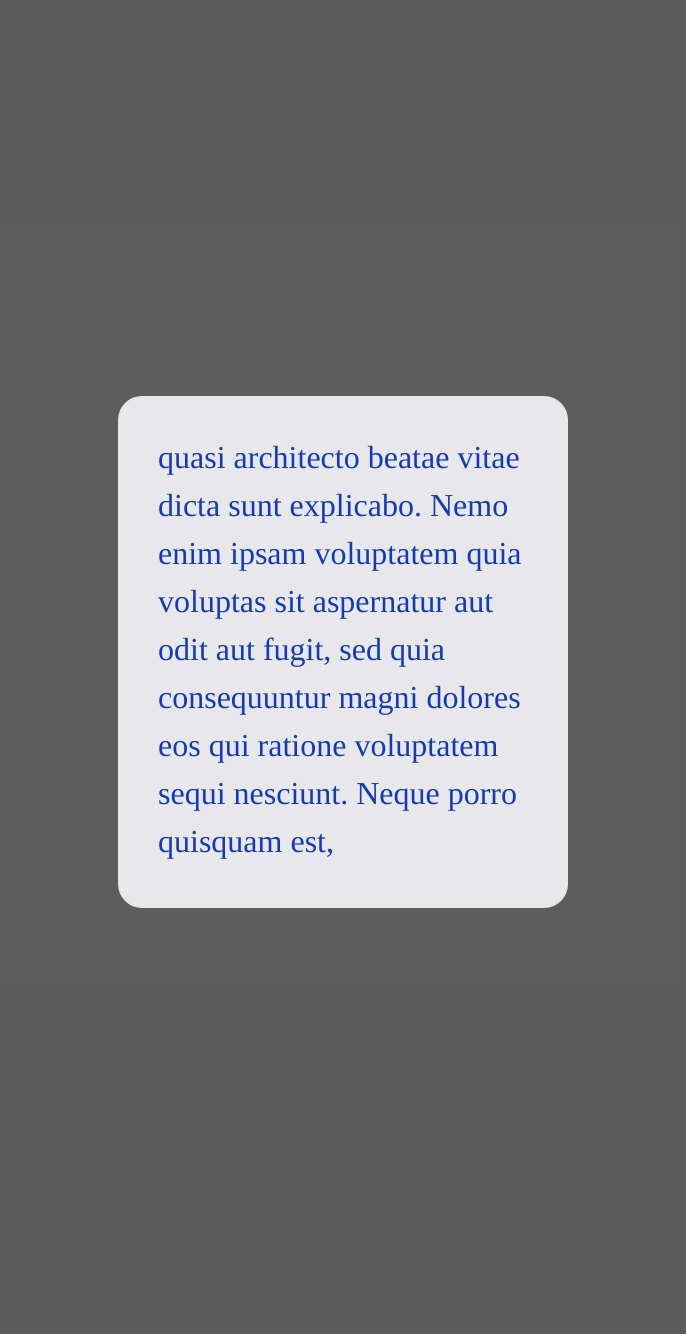 quasi architecto beatae vitae
dicta sunt explicabo. Nemo
enim ipsam voluptatem quia
voluptas sit aspernatur aut
odit aut fugit, sed quia
consequuntur magni dolores
eos qui ratione voluptatem
sequi nesciunt. Neque porro
quisquam est,